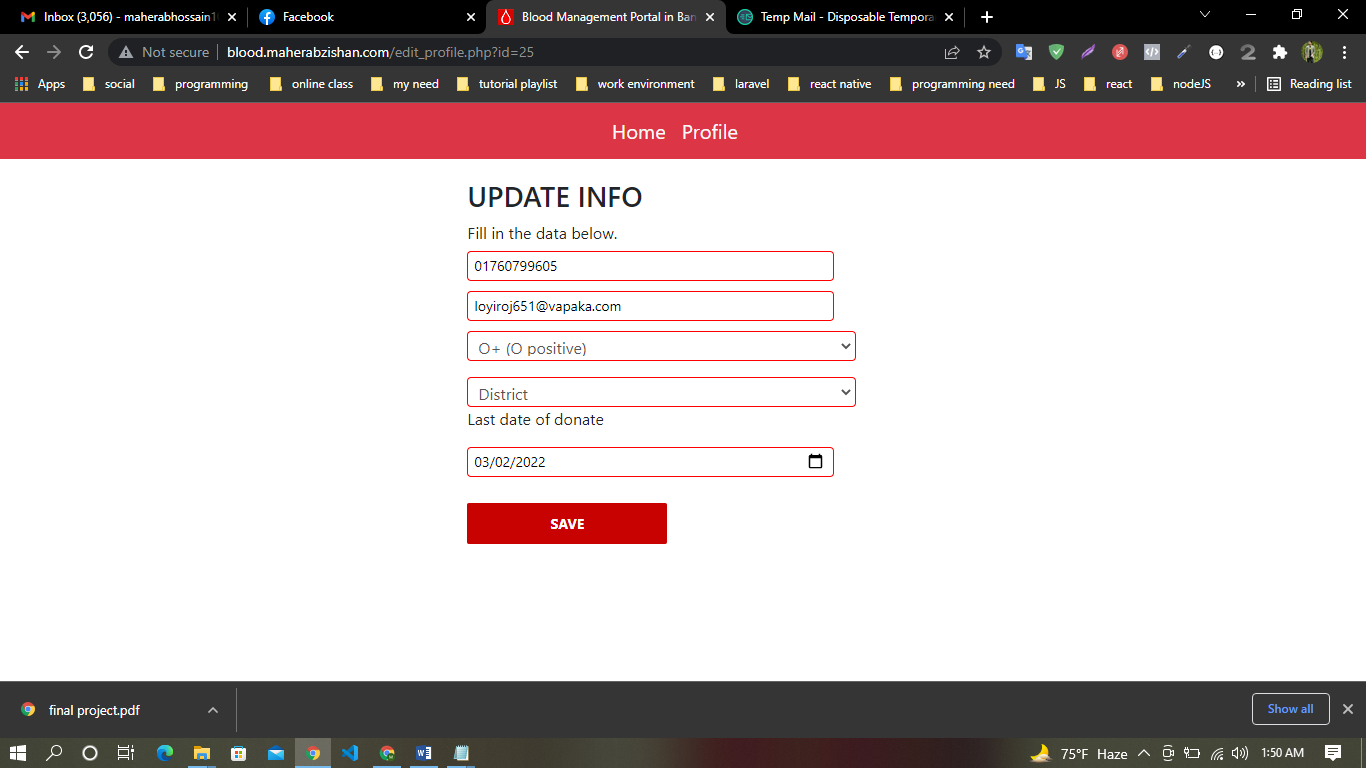 Inbox (3,056) - maherabhossain1
Facebook
Blood Management Portal in Ban
Temp Mail - Disposable Tempora
Not secure
blood.maherabzishan.com/edit_profile.php?id=25
Apps
social
programming
online class
my need
tutorial playlist
work environment
laravel
react native
programming need
JS
react
nodeJS
»
Reading list
Home Profile
UPDATE INFO
Fill in the data below.
01760799605
loyiroj651@vapaka.com
O+ (O positive)
District
Last date of donate
03/02/2022
SAVE
final project.pdf
Show all
75°F Haze
1:50 AM